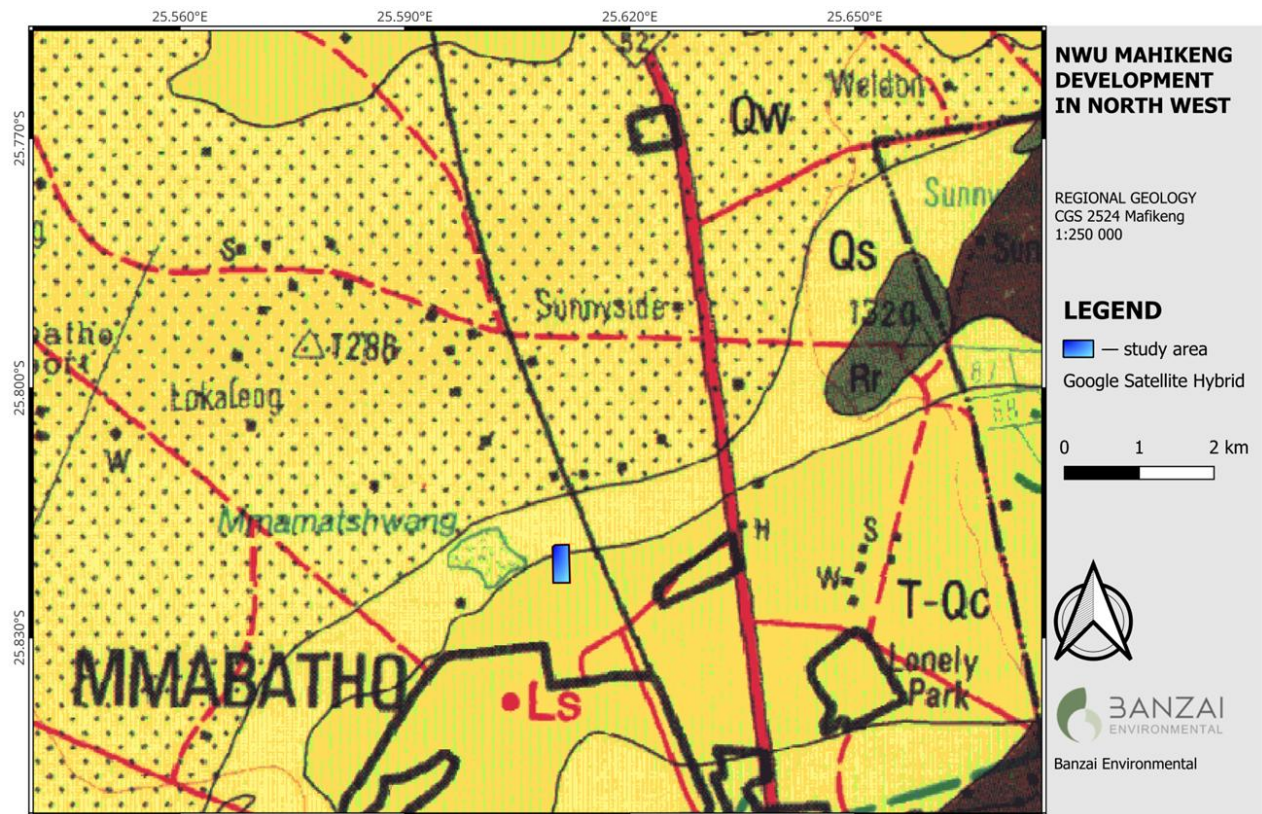 25.560°E
25.590°E
25.620°E
25.650°E
25.770°S
25.800°S
25.830°S
Weldon
Qw
Qs
S
Sunnyside
1320
1286
Rr
Lokaleng
W
87
Mmamatshwang
H
S
W
T-Qc
MMABATHO
Lonely
Park
Ls
NWU MAHIKENG
DEVELOPMENT
IN NORTH WEST
REGIONAL GEOLOGY
CGS 2524 Mafikeng
1:250 000
LEGEND
— study area
Google Satellite Hybrid
0 1 2 km
BANZAI
ENVIRONMENTAL
Banzai Environmental